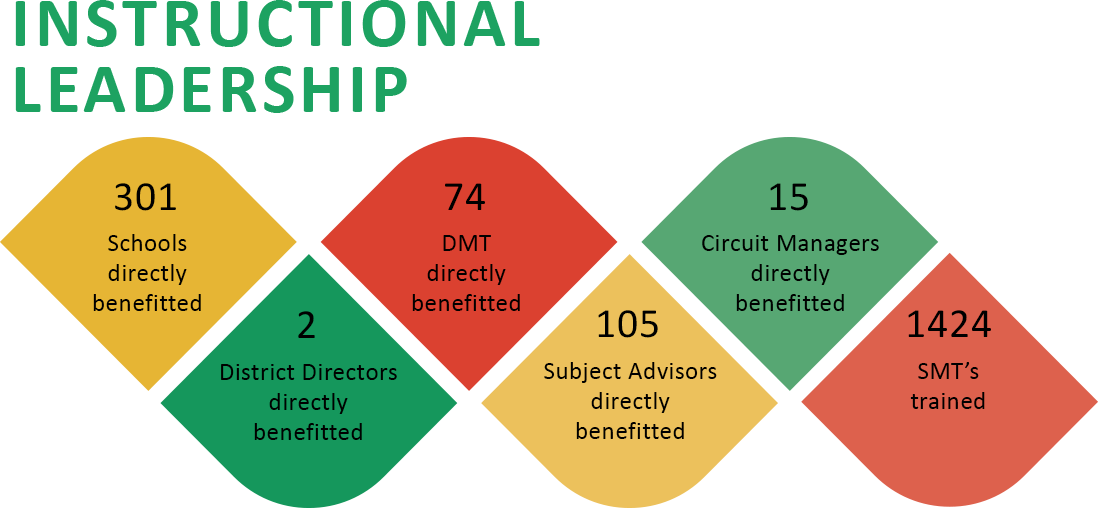 INSTRUCTIONAL
LEADERSHIP
301
Schools
directly
benefitted
2
District Directors
directly
benefitted
74
DMT
directly
benefitted
105
Subject Advisors
directly
benefitted
15
Circuit Managers
directly
benefitted
1424
SMT’s
trained